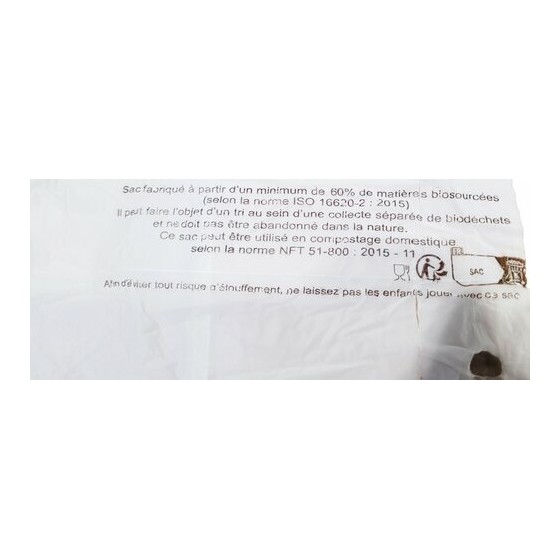 Sac fabriqué à partir d'un minimum de 60% de matières biosourcées
(selon la norme ISO 16620-2 : 2015)
Il peut faire l'objet d'un tri au sein d'une collecte séparée de biodéchets
et ne doit pas être abandonné dans la nature.
Ce sac peut être utilisé en compostage domestique
selon la norme NFT 51-800 : 2015 - 11
SAC
Afin d'éviter tout risque d'étouffement, ne laissez pas les enfants jouer avec ce sac